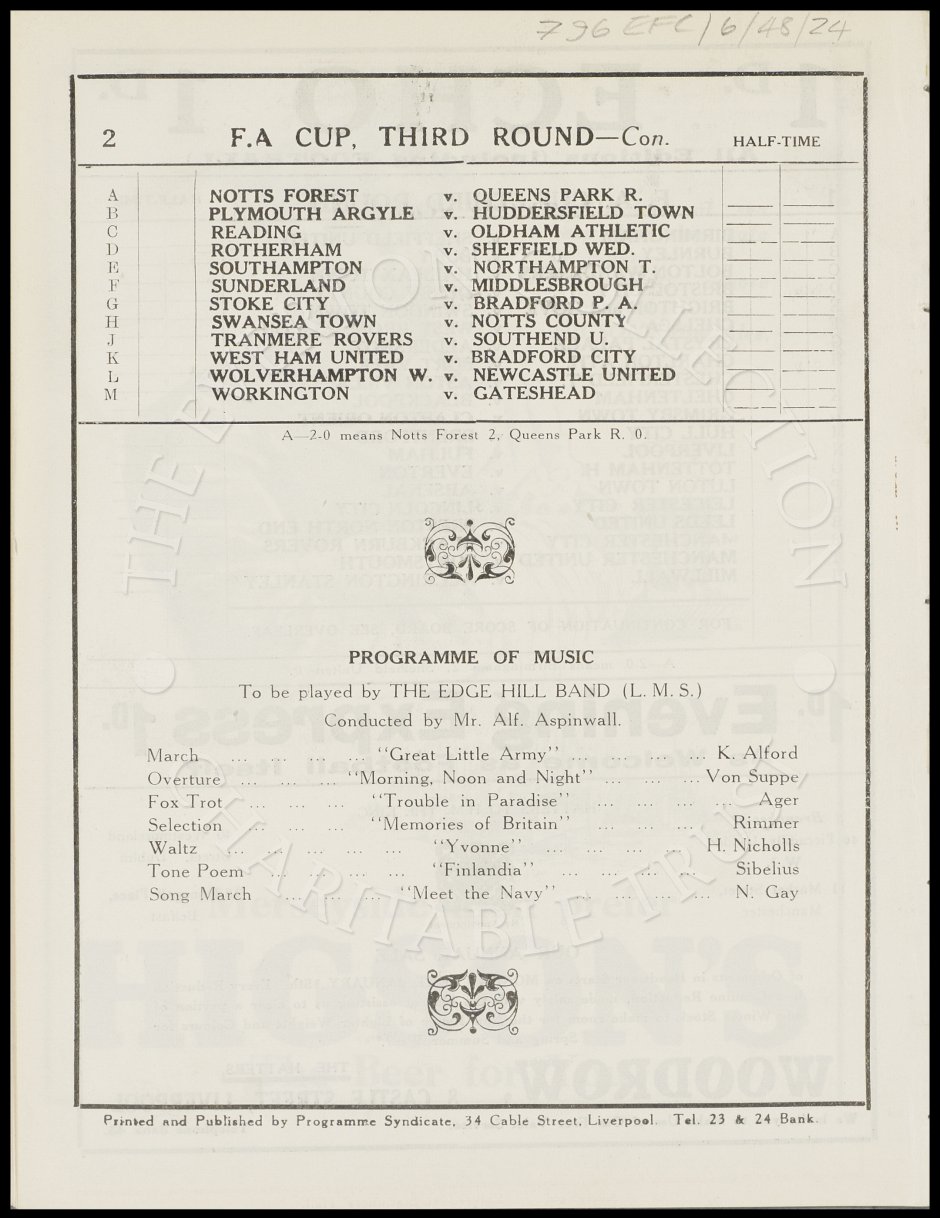 796 EFC/6/48/24
2 F.A CUP, THIRD ROUND—Con. HALF-TIME
A NOTTS FOREST v. QUEENS PARK R.
B PLYMOUTH ARGYLE v. HUDDERSFIELD TOWN
C READING v. OLDHAM ATHLETIC
D ROTHERHAM v. SHEFFIELD WED.
E SOUTHAMPTON v. NORTHAMPTON T.
F SUNDERLAND v. MIDDLESBROUGH
G STOKE CITY v. BRADFORD P. A.
H SWANSEA TOWN v. NOTTS COUNTY
J TRANMERE ROVERS v. SOUTHEND U.
K WEST HAM UNITED v. BRADFORD CITY
L WOLVERHAMPTON W. v. NEWCASTLE UNITED
M WORKINGTON v. GATESHEAD
A—2-0 means Notts Forest 2, Queens Park R. 0.
THE EVERTON COLLECTION
PROGRAMME OF MUSIC
To be played by THE EDGE HILL BAND (L. M. S.)
Conducted by Mr. Alf. Aspinwall.
March ... ... ... ... "Great Little Army" ... ... ... ... K. Alford
Overture ... ... ... "Morning, Noon and Night" ... ... ... Von Suppe
Fox Trot ... ... ... "Trouble in Paradise" ... ... ... ... Ager
Selection ... ... ... "Memories of Britain" ... ... ... Rimmer
Waltz ... ... ... ... ... "Yvonne" ... ... ... ... H. Nicholls
Tone Poem ... ... ... ... "Finlandia" ... ... ... ... Sibelius
Song March ... ... ... "Meet the Navy" ... ... ... ... N. Gay
CHARITABLE TRUST
Printed and Published by Programme Syndicate, 34 Cable Street, Liverpool. Tel. 23 & 24 Bank.